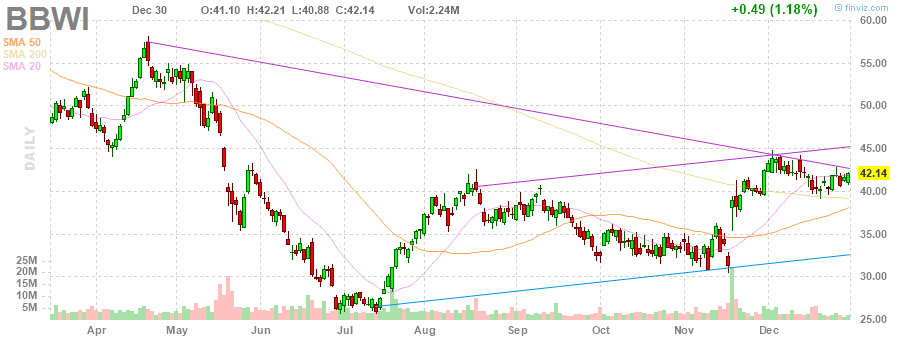 BBWI
Dec 30 O:41.10 H:42.21 L:40.88 C:42.14 Vol:2.24M
+0.49 (1.18%)
© finviz.com
SMA 50
SMA 200
SMA 20
DAILY
60.00
55.00
50.00
45.00
42.14
40.00
35.00
30.00
25.00
25M
20M
15M
10M
5M
Apr May Jun Jul Aug Sep Oct Nov Dec